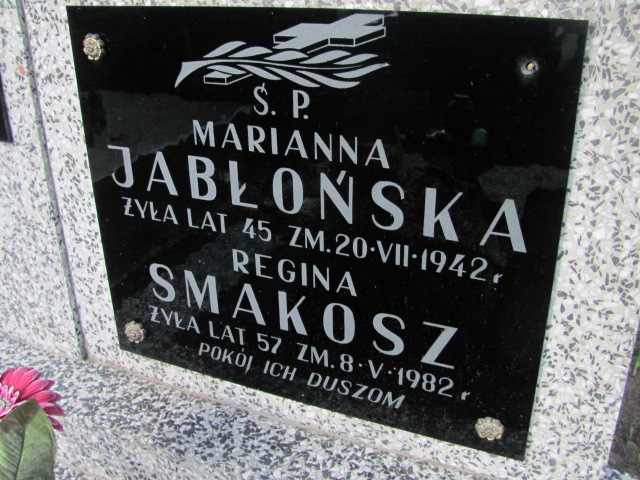 Ś. P.
MARIANNA
JABŁOŃSKA
ŻYŁA LAT 45 ZM. 20·VII·1942 r
REGINA
SMAKOSZ
ŻYŁA LAT 57 ZM. 8·V·1982 r
POKÓJ ICH DUSZOM